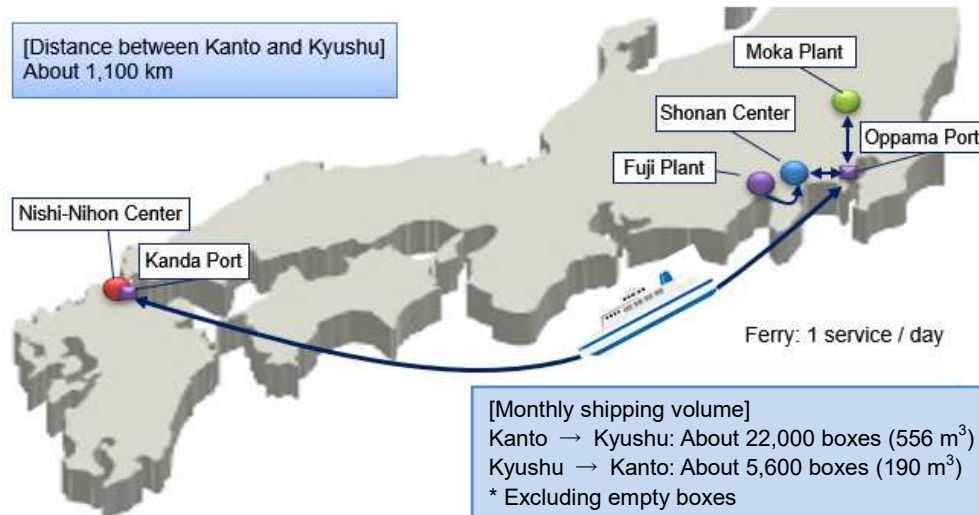 [Distance between Kanto and Kyushu]
About 1,100 km
Moka Plant
Shonan Center
Oppama Port
Fuji Plant
Nishi-Nihon Center
Kanda Port
Ferry: 1 service / day
[Monthly shipping volume]
Kanto → Kyushu: About 22,000 boxes (556 m³)
Kyushu → Kanto: About 5,600 boxes (190 m³)
* Excluding empty boxes